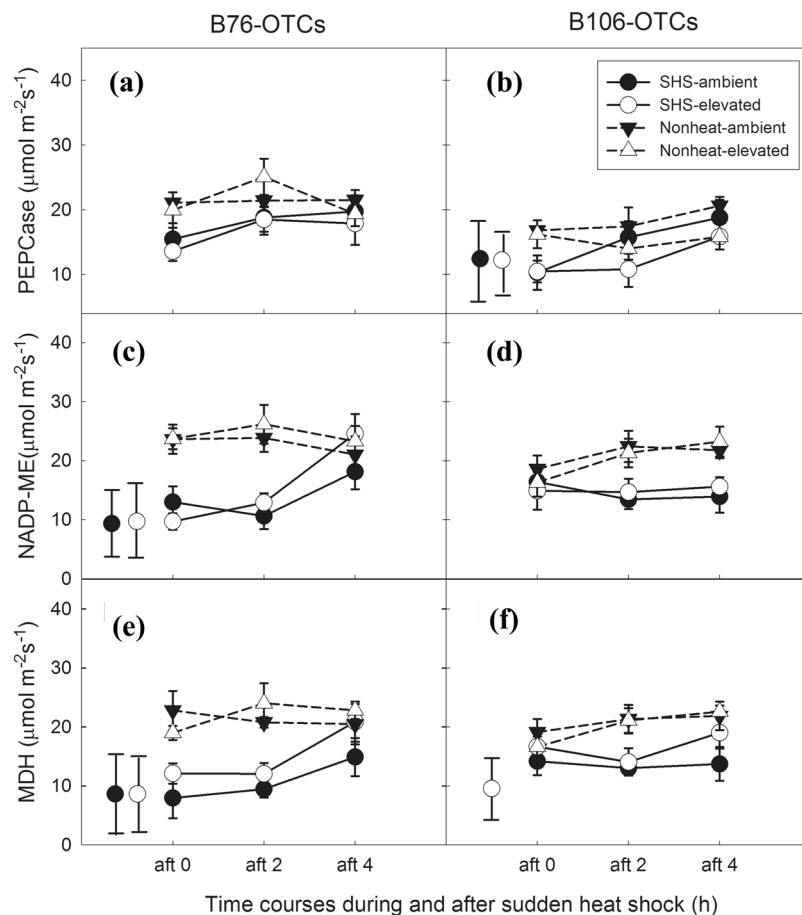 B76-OTCs
B106-OTCs
(a)
(b)
SHS-ambient
SHS-elevated
Nonheat-ambient
Nonheat-elevated
PEPCase (μmol m⁻²s⁻¹)
40
30
20
10
(c)
(d)
NADP-ME(μmol m⁻²s⁻¹)
40
30
20
10
0
(e)
(f)
MDH (μmol m⁻²s⁻¹)
40
30
20
10
0
aft 0
aft 2
aft 4
aft 0
aft 2
aft 4
Time courses during and after sudden heat shock (h)